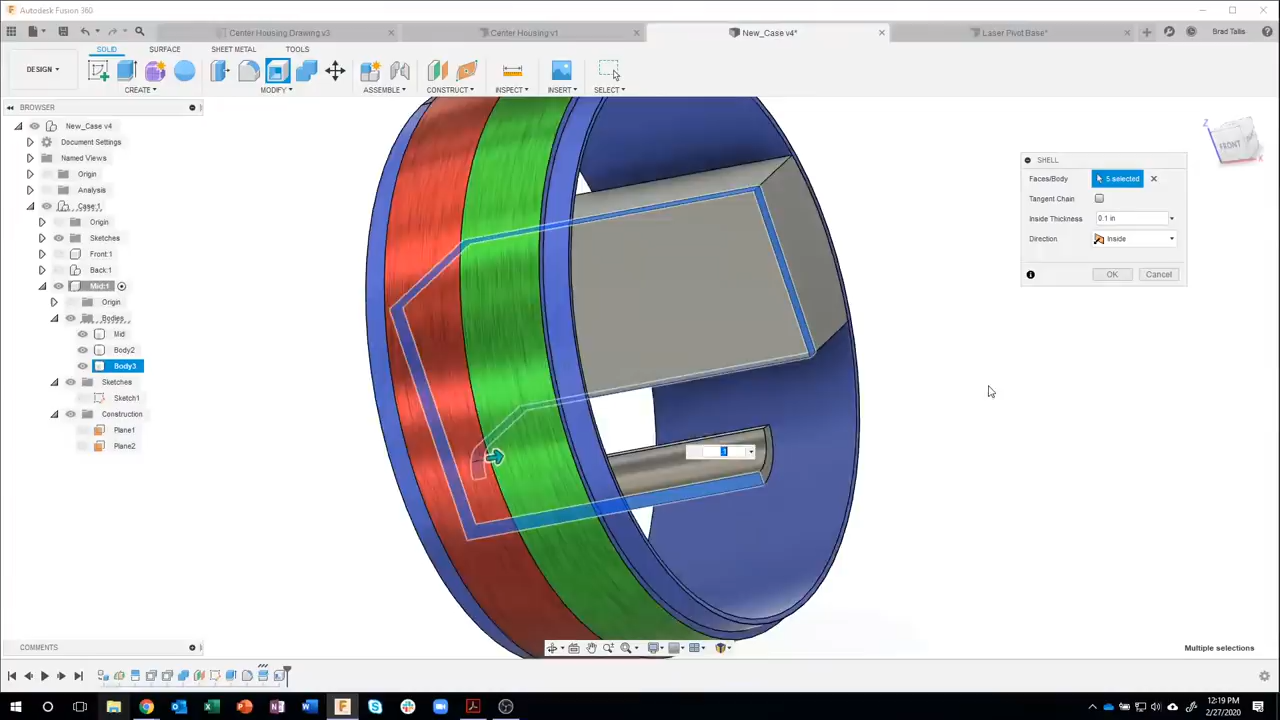 Autodesk Fusion 360
Center Housing Drawing v3
Center Housing v1
New_Case v4*
Laser Pivot Base*
Brad Tallis
DESIGN
SOLID
SURFACE
SHEET METAL
TOOLS
CREATE
MODIFY
ASSEMBLE
CONSTRUCT
INSPECT
INSERT
SELECT
BROWSER
New_Case v4
Document Settings
Named Views
Origin
Analysis
Case:1
Origin
Sketches
Front:1
Back:1
Mid:1
Origin
Bodies
Mid
Body2
Body3
Sketches
Sketch1
Construction
Plane1
Plane2
Z
FRONT
X
SHELL
Faces/Body
5 selected
Tangent Chain
Inside Thickness
0.1 in
Direction
Inside
OK
Cancel
COMMENTS
Multiple selections
12:19 PM
2/27/2020